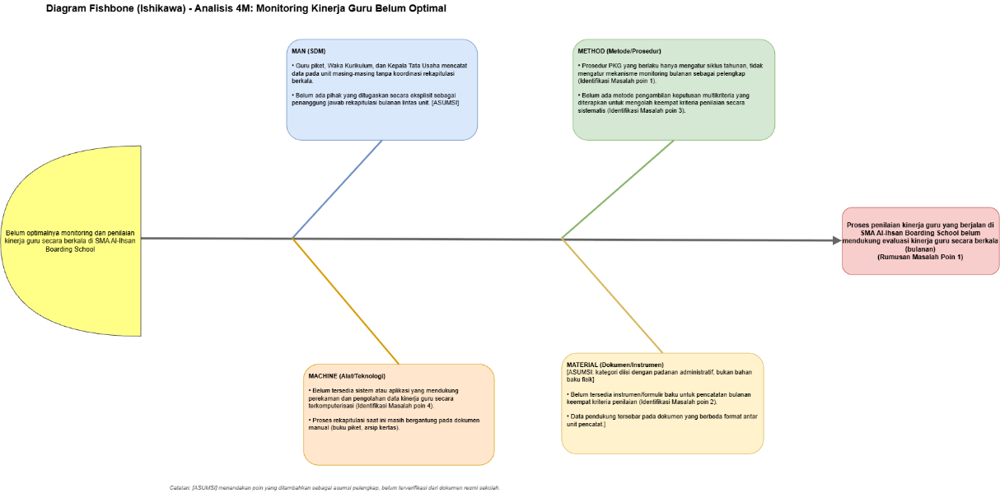 Diagram Fishbone (Ishikawa) - Analisis 4M: Monitoring Kinerja Guru Belum Optimal
MAN (SDM)
• Guru piket, Waka Kurikulum, dan Kepala Tata Usaha mencatat
data pada unit masing-masing tanpa koordinasi rekapitulasi
berkala.
• Belum ada pihak yang ditugaskan secara eksplisit sebagai
penanggung jawab rekapitulasi bulanan lintas unit. [ASUMSI]
METHOD (Metode/Prosedur)
• Prosedur PKG yang berlaku hanya mengatur siklus tahunan, tidak
mengatur mekanisme monitoring bulanan sebagai pelengkap
(Identifikasi Masalah poin 1).
• Belum ada metode pengambilan keputusan multikriteria yang
diterapkan untuk mengolah keempat kriteria penilaian secara
sistematis (Identifikasi Masalah poin 3).
Belum optimalnya monitoring dan penilaian
kinerja guru secara berkala di SMA Al-Ihsan
Boarding School
Proses penilaian kinerja guru yang berjalan di
SMA Al-Ihsan Boarding School belum
mendukung evaluasi kinerja guru secara berkala
(bulanan)
(Rumusan Masalah Poin 1)
MACHINE (Alat/Teknologi)
• Belum tersedia sistem atau aplikasi yang mendukung
perekaman dan pengolahan data kinerja guru secara
terkomputerisasi (Identifikasi Masalah poin 4).
• Proses rekapitulasi saat ini masih bergantung pada dokumen
manual (buku piket, arsip kertas).
MATERIAL (Dokumen/Instrumen)
[ASUMSI: kategori diisi dengan padanan administratif, bukan bahan
baku fisik]
• Belum tersedia instrumen/formulir baku untuk pencatatan bulanan
keempat kriteria penilaian (Identifikasi Masalah poin 2).
• Data pendukung tersebar pada dokumen yang berboda format antar
unit pencatat.]
Catatan: [ASUMSI] menandakan poin yang ditambahkan sebagai asumsi pelengkap, belum terverifikasi dari dokumen resmi sekolah.